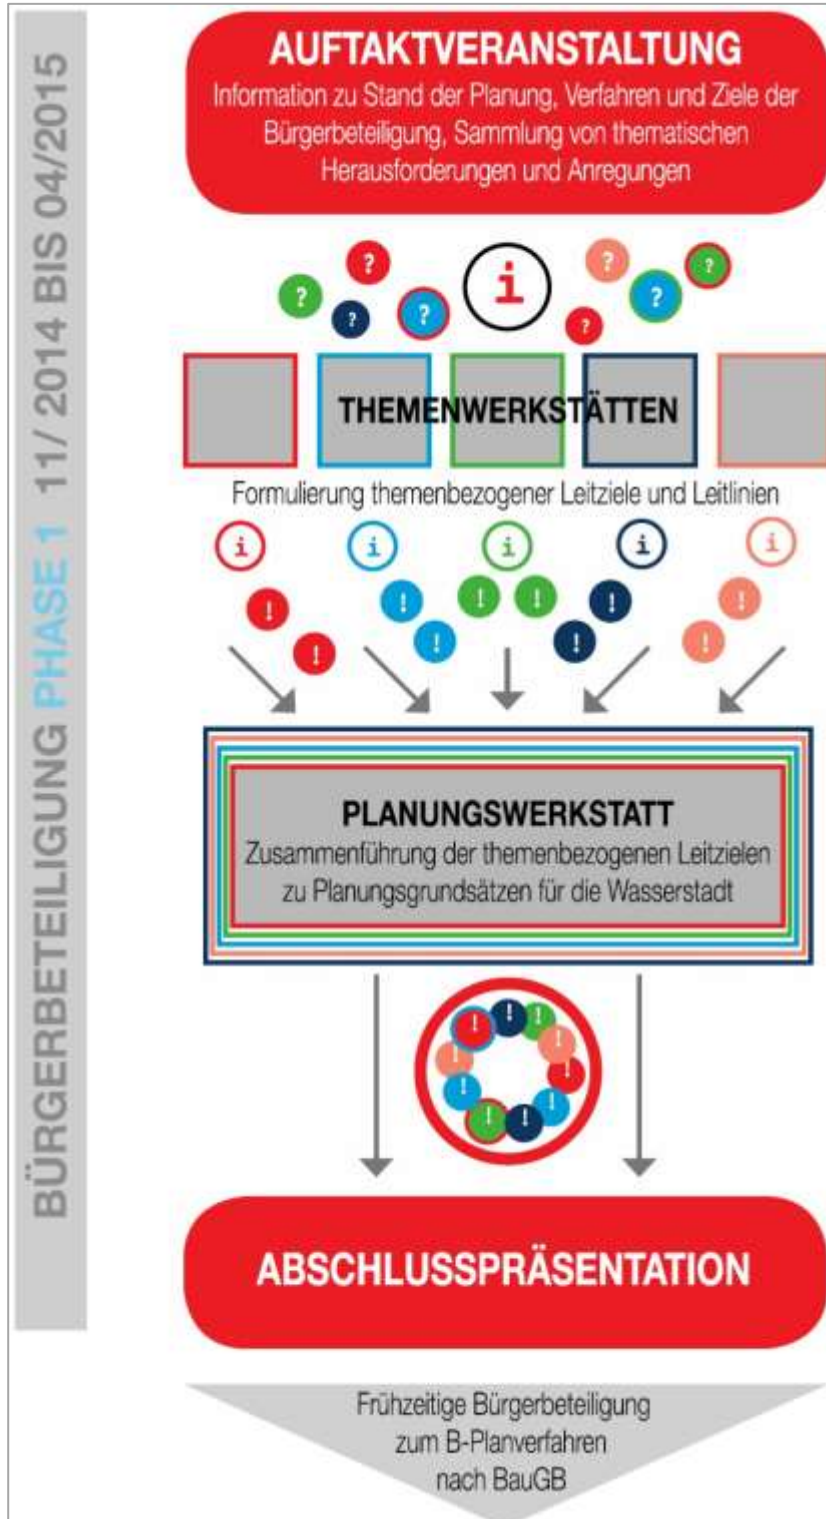 BÜRGERBETEILIGUNG PHASE 1 11/ 2014 BIS 04/2015
AUFTAKTVERANSTALTUNG
Information zu Stand der Planung, Verfahren und Ziele der
Bürgerbeteiligung, Sammlung von thematischen
Herausforderungen und Anregungen
? ? ? ? i ? ? ? ?
THEMENWERKSTÄTTEN
Formulierung themenbezogener Leitziele und Leitlinien
i i i i i
! ! ! ! ! ! ! ! ! !
PLANUNGSWERKSTATT
Zusammenführung der themenbezogenen Leitzielen
zu Planungsgrundsätzen für die Wasserstadt
! ! ! ! ! ! ! ! ! ! !
ABSCHLUSSPRÄSENTATION
Frühzeitige Bürgerbeteiligung
zum B-Planverfahren
nach BauGB